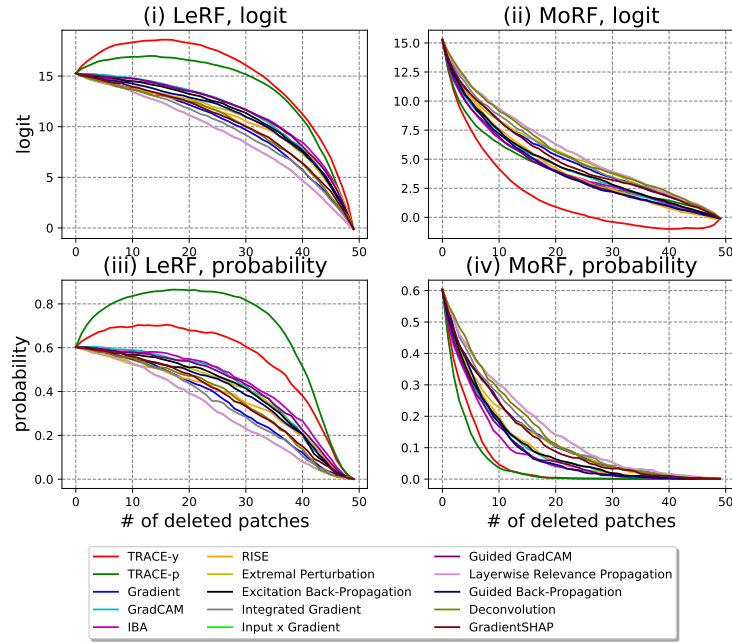 (i) LeRF, logit
(ii) MoRF, logit
logit
15
10
5
0
0 10 20 30 40 50
15.0
12.5
10.0
7.5
5.0
2.5
0.0
0 10 20 30 40 50
(iii) LeRF, probability
(iv) MoRF, probability
probability
0.8
0.6
0.4
0.2
0.0
0 10 20 30 40 50
# of deleted patches
0.6
0.5
0.4
0.3
0.2
0.1
0.0
0 10 20 30 40 50
# of deleted patches
TRACE-y
TRACE-p
Gradient
GradCAM
IBA
RISE
Extremal Perturbation
Excitation Back-Propagation
Integrated Gradient
Input x Gradient
Guided GradCAM
Layerwise Relevance Propagation
Guided Back-Propagation
Deconvolution
GradientSHAP